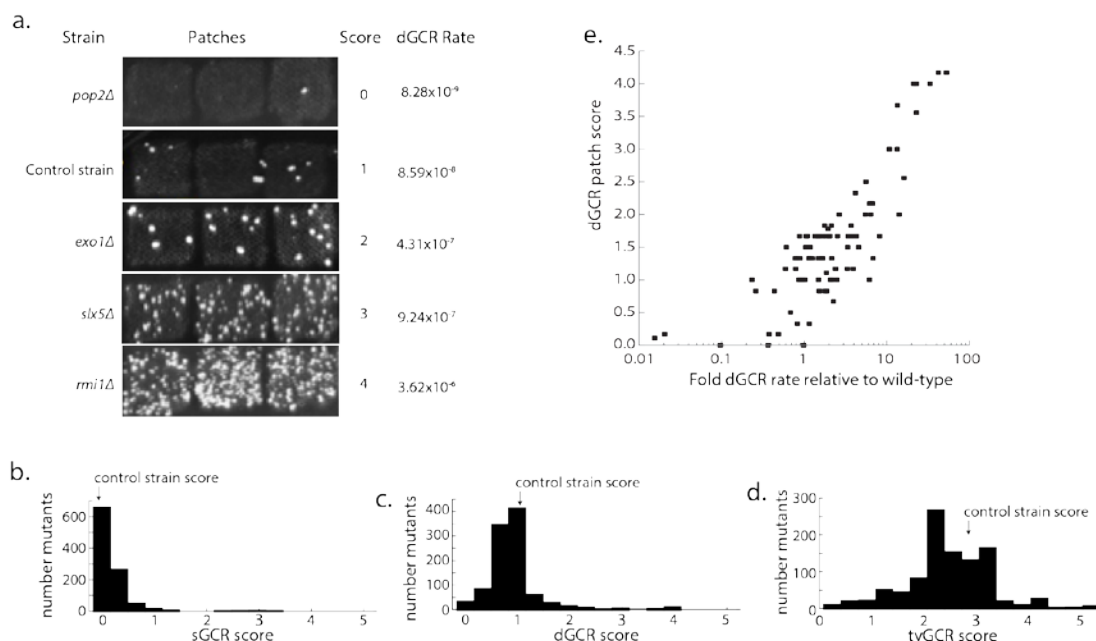 a.
Strain Patches Score dGCR Rate
pop2Δ 0 8.28x10-9
Control strain 1 8.59x10-8
exo1Δ 2 4.31x10-7
slx5Δ 3 9.24x10-7
rmi1Δ 4 3.62x10-6
e.
dGCR patch score
4.5
4.0
3.5
3.0
2.5
2.0
1.5
1.0
0.5
0
0.01 0.1 1 10 100
Fold dGCR rate relative to wild-type
b.
control strain score
number mutants
600
400
200
0
0 1 2 3 4 5
sGCR score
c.
control strain score
number mutants
400
300
200
100
0
0 1 2 3 4 5
dGCR score
d.
control strain score
number mutants
300
200
100
0
0 1 2 3 4 5
tyGCR score